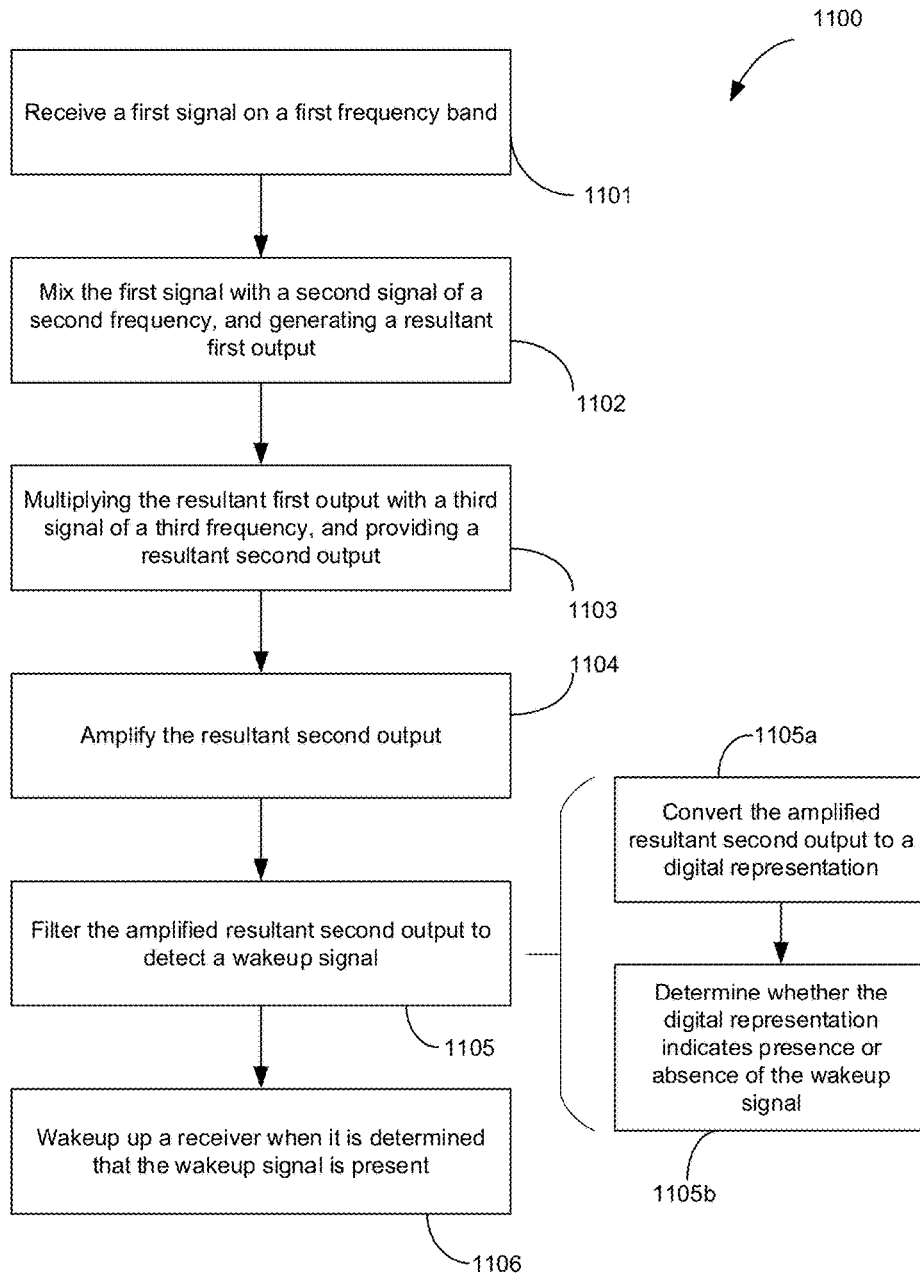 1100
Receive a first signal on a first frequency band
1101
Mix the first signal with a second signal of a
second frequency, and generating a resultant
first output
1102
Multiplying the resultant first output with a third
signal of a third frequency, and providing a
resultant second output
1103
1104
Amplify the resultant second output
1105a
Convert the amplified
resultant second output to a
digital representation
Filter the amplified resultant second output to
detect a wakeup signal
1105
Determine whether the
digital representation
indicates presence or
absence of the wakeup
signal
1105b
Wakeup up a receiver when it is determined
that the wakeup signal is present
1106